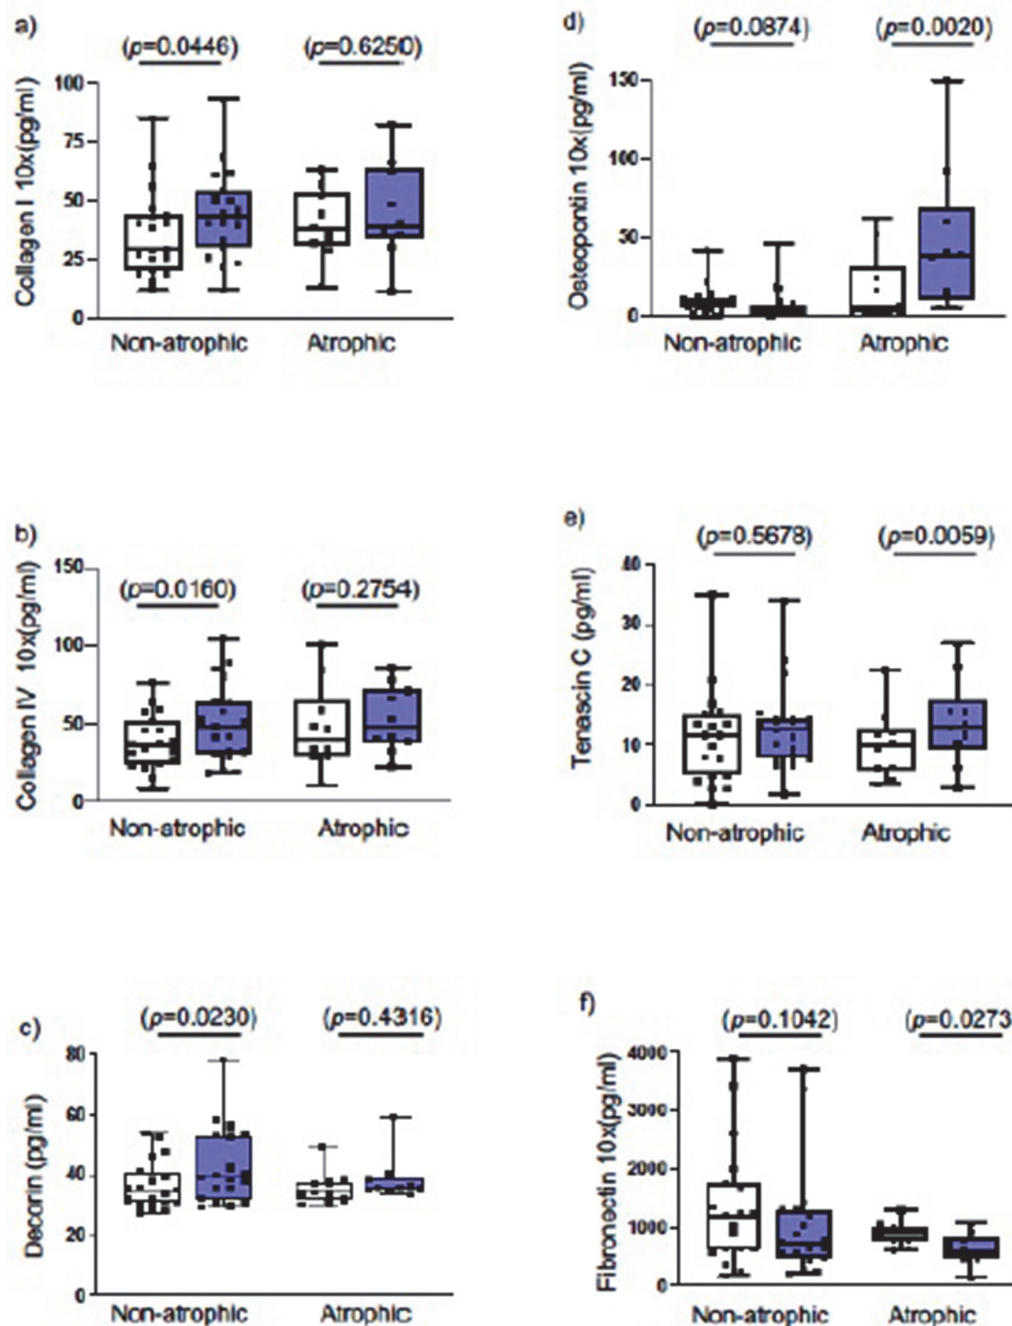 a)
(p=0.0446)
(p=0.6250)
Collagen I 10x(pg/ml)
100
75
50
25
0
Non-atrophic
Atrophic
d)
(p=0.0874)
(p=0.0020)
Osteopontin 10x(pg/ml)
150
100
50
0
Non-atrophic
Atrophic
b)
(p=0.0160)
(p=0.2754)
Collagen IV 10x(pg/ml)
150
100
50
0
Non-atrophic
Atrophic
e)
(p=0.5678)
(p=0.0059)
Tenascin C (pg/ml)
40
30
20
10
0
Non-atrophic
Atrophic
c)
(p=0.0230)
(p=0.4316)
Decorin (pg/ml)
80
60
40
20
0
Non-atrophic
Atrophic
f)
(p=0.1042)
(p=0.0273
Fibronectin 10x(pg/ml)
4000
3000
2000
1000
0
Non-atrophic
Atrophic